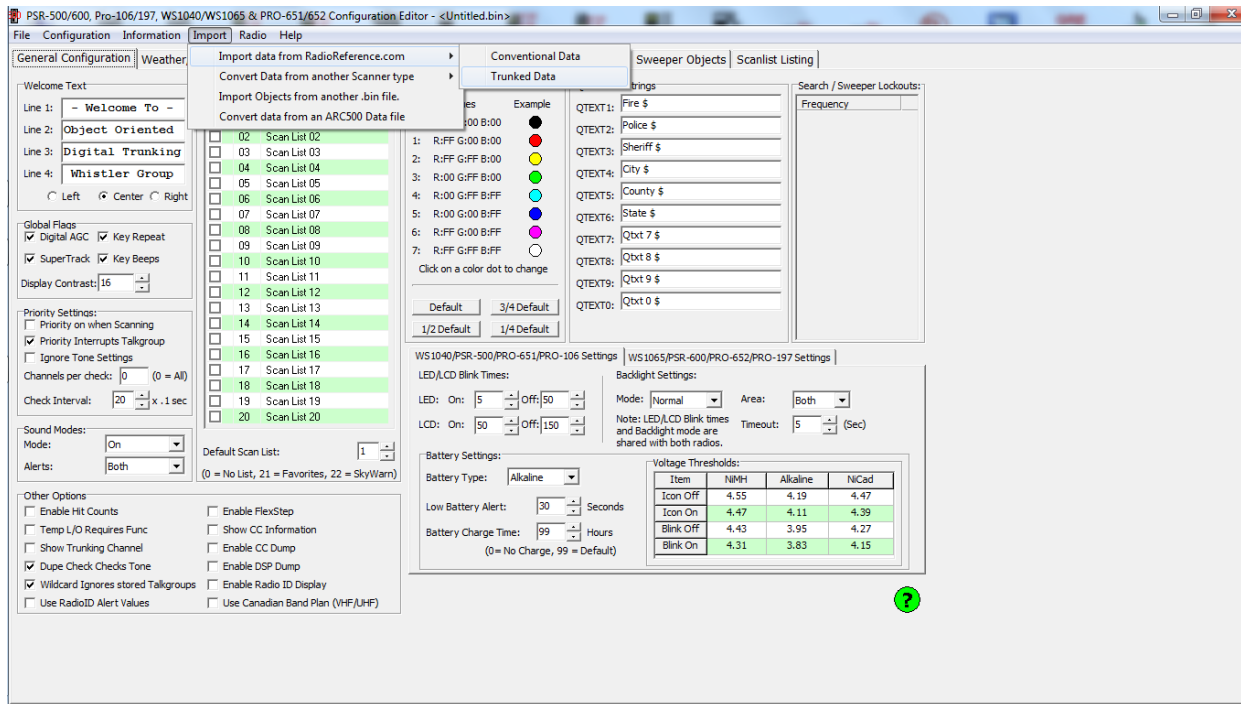 PSR-500/600, Pro-106/197, WS1040/WS1065 & PRO-651/652 Configuration Editor - <Untitled.bin>
File Configuration Information Import Radio Help
General Configuration Weather, Sweeper Objects Scanlist Listing
Import data from RadioReference.com
Convert Data from another Scanner type
Import Objects from another .bin file.
Convert data from an ARC500 Data file
Conventional Data
Trunked Data
Welcome Text
Line 1: - Welcome To -
Line 2: Object Oriented
Line 3: Digital Trunking
Line 4: Whistler Group
Left Center Right
Global Flags
Digital AGC Key Repeat
SuperTrack Key Beeps
Display Contrast: 16
Priority Settings:
Priority on when Scanning
Priority Interrupts Talkgroup
Ignore Tone Settings
Channels per check: 0 (0 = All)
Check Interval: 20 x .1 sec
Sound Modes:
Mode: On
Alerts: Both
Other Options
Enable Hit Counts
Temp L/O Requires Func
Show Trunking Channel
Dupe Check Checks Tone
Wildcard Ignores stored Talkgroups
Use RadioID Alert Values
Enable FlexStep
Show CC Information
Enable CC Dump
Enable DSP Dump
Enable Radio ID Display
Use Canadian Band Plan (VHF/UHF)
02 Scan List 02
03 Scan List 03
04 Scan List 04
05 Scan List 05
06 Scan List 06
07 Scan List 07
08 Scan List 08
09 Scan List 09
10 Scan List 10
11 Scan List 11
12 Scan List 12
13 Scan List 13
14 Scan List 14
15 Scan List 15
16 Scan List 16
17 Scan List 17
18 Scan List 18
19 Scan List 19
20 Scan List 20
Default Scan List: 1
(0 = No List, 21 = Favorites, 22 = SkyWarn)
Example
:00 B:00
1: R:FF G:00 B:00
2: R:FF G:FF B:00
3: R:00 G:FF B:00
4: R:00 G:FF B:FF
5: R:00 G:00 B:FF
6: R:FF G:00 B:FF
7: R:FF G:FF B:FF
Click on a color dot to change
Default 3/4 Default
1/2 Default 1/4 Default
QTEXT1: Fire $
QTEXT2: Police $
QTEXT3: Sheriff $
QTEXT4: City $
QTEXT5: County $
QTEXT6: State $
QTEXT7: Qtxt 7 $
QTEXT8: Qtxt 8 $
QTEXT9: Qtxt 9 $
QTEXT0: Qtxt 0 $
Search / Sweeper Lockouts:
Frequency
WS1040/PSR-500/PRO-651/PRO-106 Settings WS1065/PSR-600/PRO-652/PRO-197 Settings
LED/LCD Blink Times:
LED: On: 5 Off: 50
LCD: On: 50 Off: 150
Backlight Settings:
Mode: Normal Area: Both
Note: LED/LCD Blink times
and Backlight mode are
shared with both radios.
Timeout: 5 (Sec)
Battery Settings:
Battery Type: Alkaline
Low Battery Alert: 30 Seconds
Battery Charge Time: 99 Hours
(0= No Charge, 99 = Default)
Voltage Thresholds:
Item NiMH Alkaline NiCad
Icon Off 4.55 4.19 4.47
Icon On 4.47 4.11 4.39
Blink Off 4.43 3.95 4.27
Blink On 4.31 3.83 4.15
?